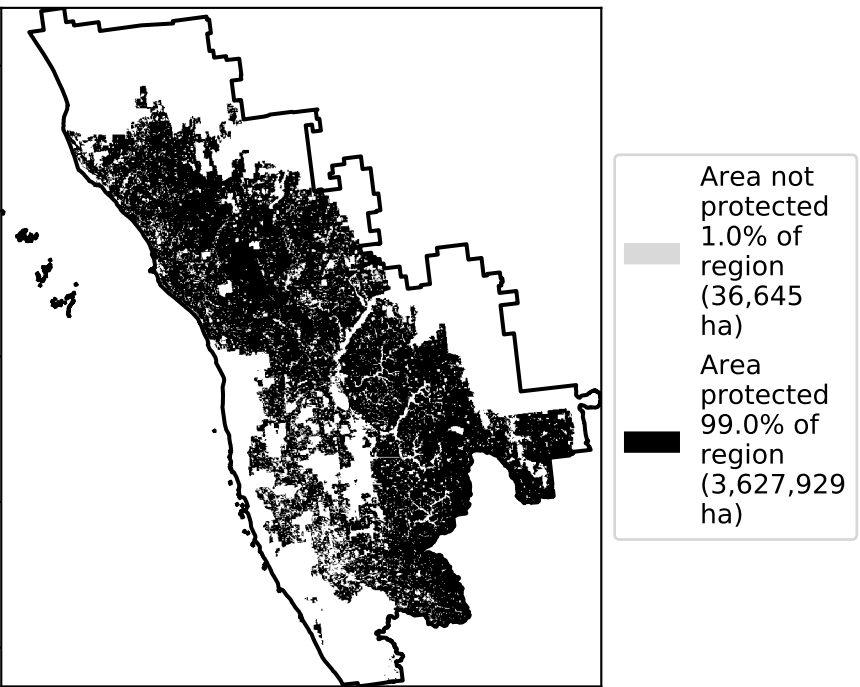 Area not
protected
1.0% of
region
(36,645
ha)
Area
protected
99.0% of
region
(3,627,929
ha)